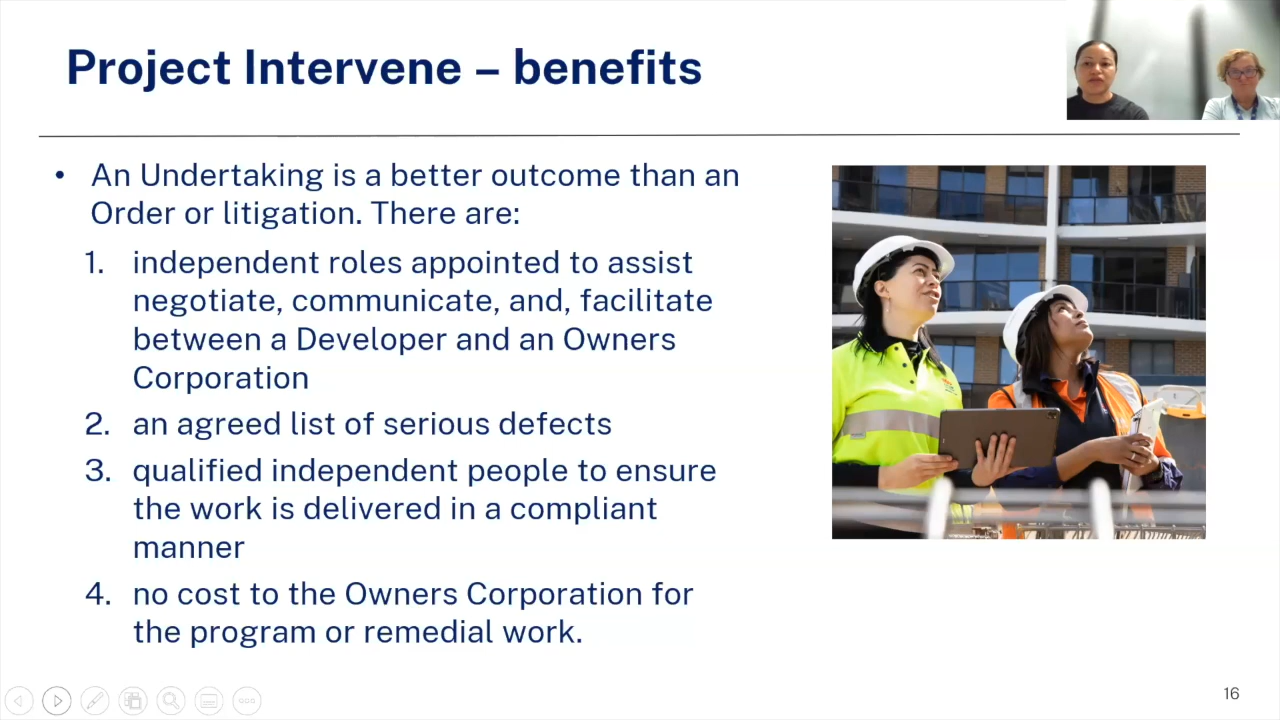 Project Intervene – benefits
• An Undertaking is a better outcome than an
Order or litigation. There are:
1. independent roles appointed to assist
negotiate, communicate, and, facilitate
between a Developer and an Owners
Corporation
2. an agreed list of serious defects
3. qualified independent people to ensure
the work is delivered in a compliant
manner
4. no cost to the Owners Corporation for
the program or remedial work.
16